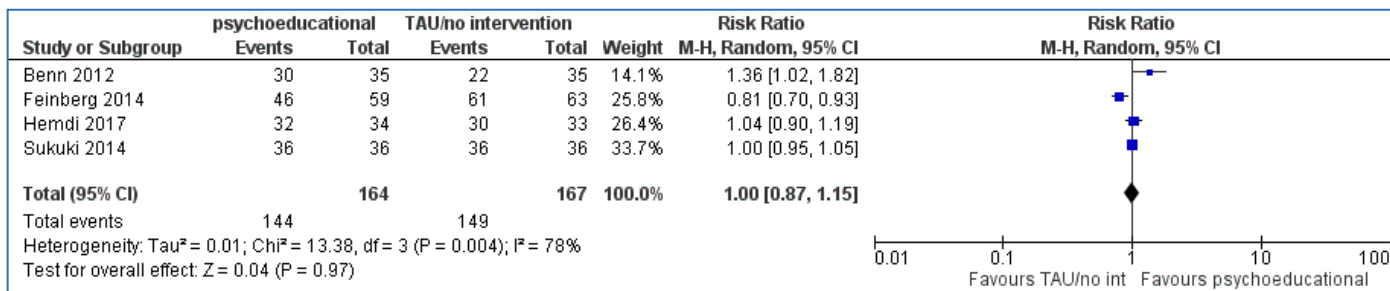 psychoeducational TAU/no intervention Risk Ratio Risk Ratio
Study or Subgroup Events Total Events Total Weight M-H, Random, 95% CI M-H, Random, 95% CI
Benn 2012 30 35 22 35 14.1% 1.36 [1.02, 1.82]
Feinberg 2014 46 59 61 63 25.8% 0.81 [0.70, 0.93]
Hemdi 2017 32 34 30 33 26.4% 1.04 [0.90, 1.19]
Sukuki 2014 36 36 36 36 33.7% 1.00 [0.95, 1.05]
Total (95% CI) 164 167 100.0% 1.00 [0.87, 1.15]
Total events 144 149
Heterogeneity: Tau² = 0.01; Chi² = 13.38, df = 3 (P = 0.004); I² = 78%
Test for overall effect: Z = 0.04 (P = 0.97)
0.01 0.1 1 10 100
Favours TAU/no int Favours psychoeducational